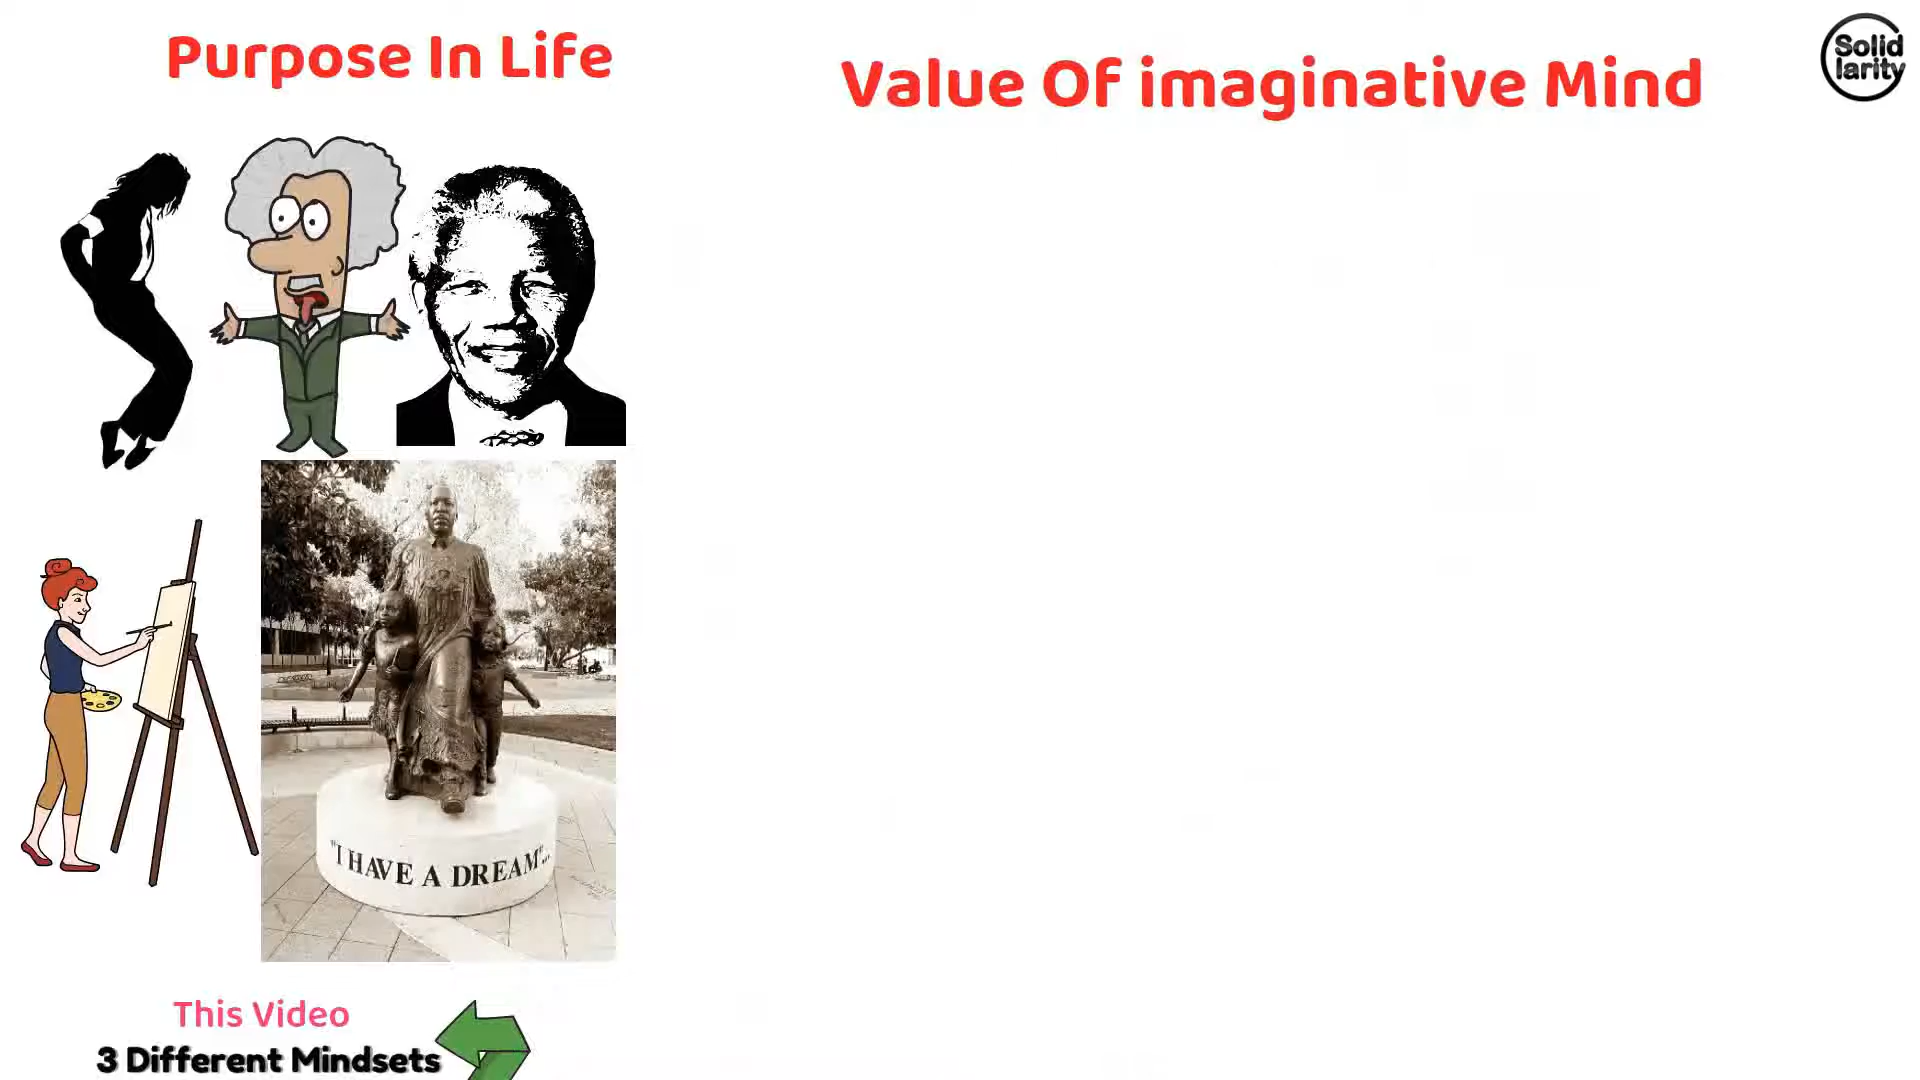 Purpose In Life
Value Of imaginative Mind
Solid
larity
"I HAVE A DREAM"...
This Video
3 Different Mindsets